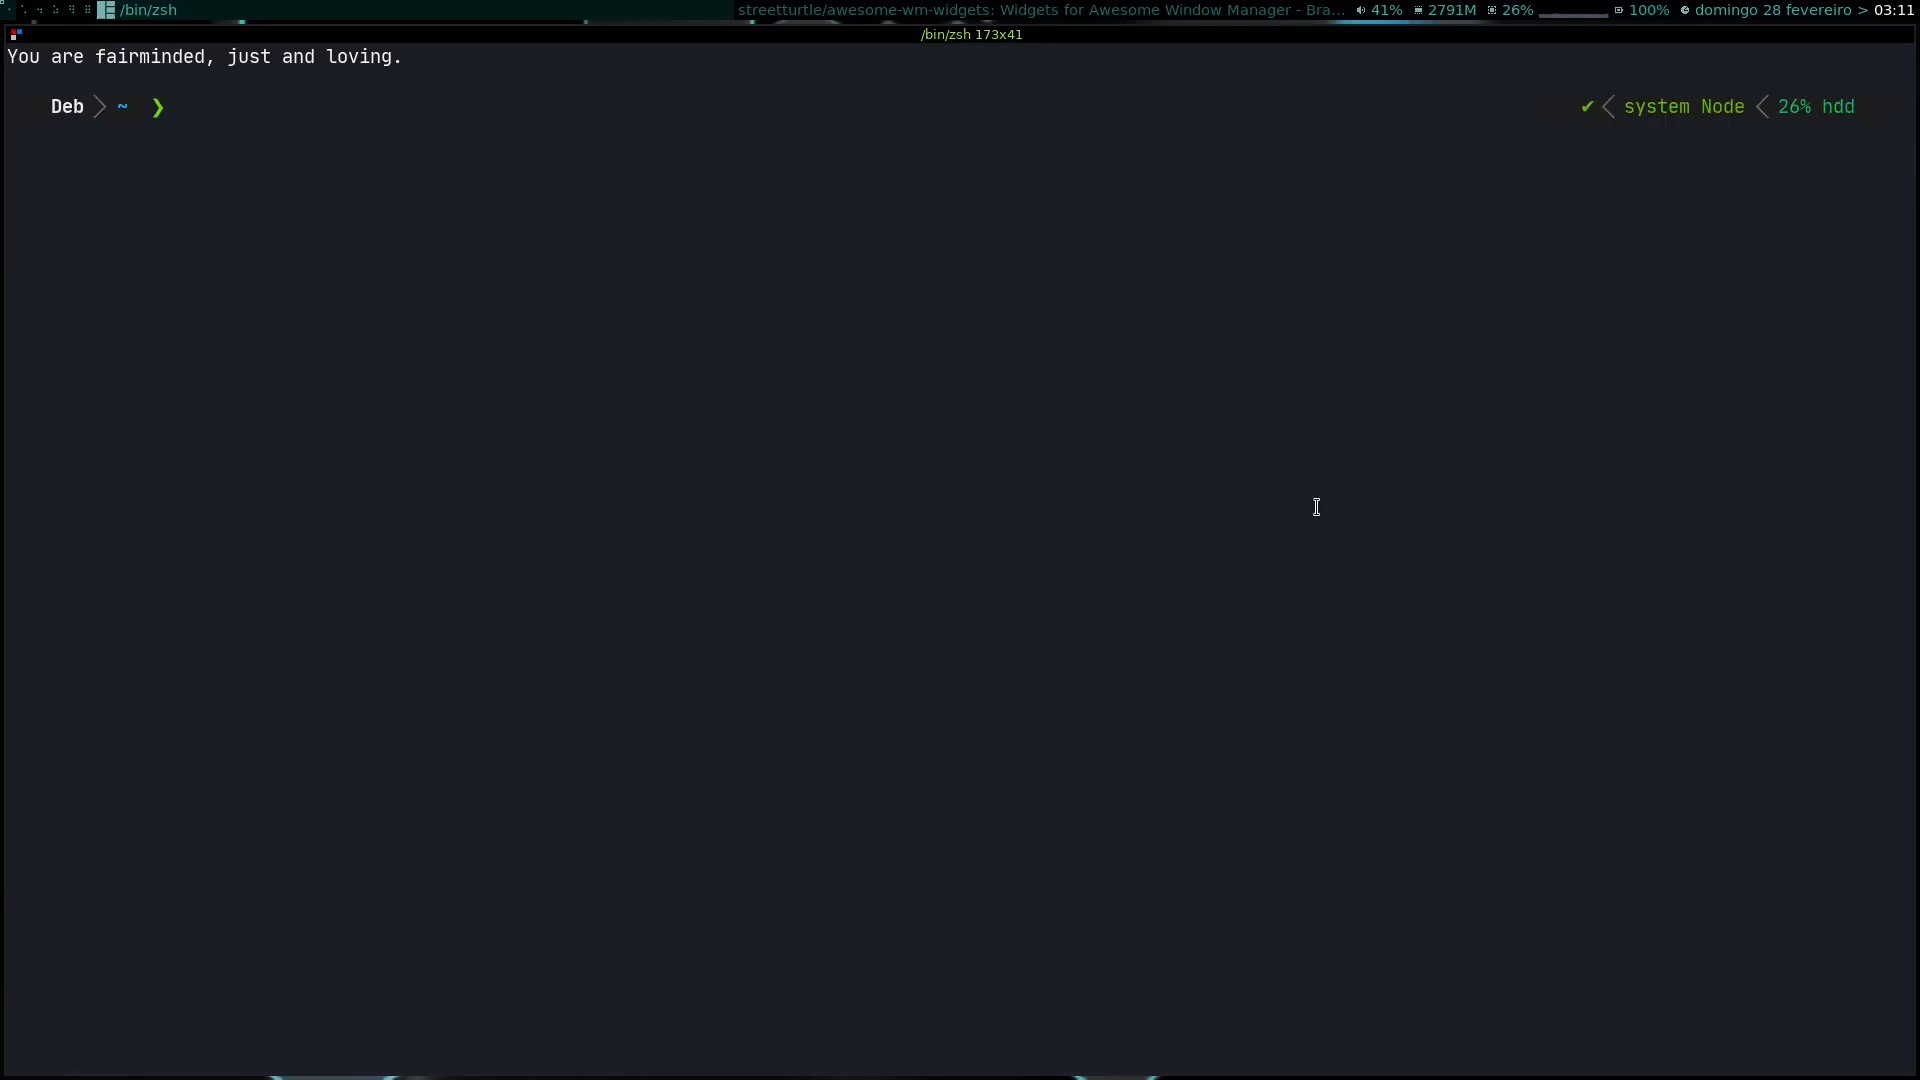 /bin/zsh
streetturtle/awesome-wm-widgets: Widgets for Awesome Window Manager - Bra...
41% 2791M 26% 100% domingo 28 fevereiro > 03:11
/bin/zsh 173x41
You are fairminded, just and loving.
Deb ~ ❯
✔ system Node 26% hdd